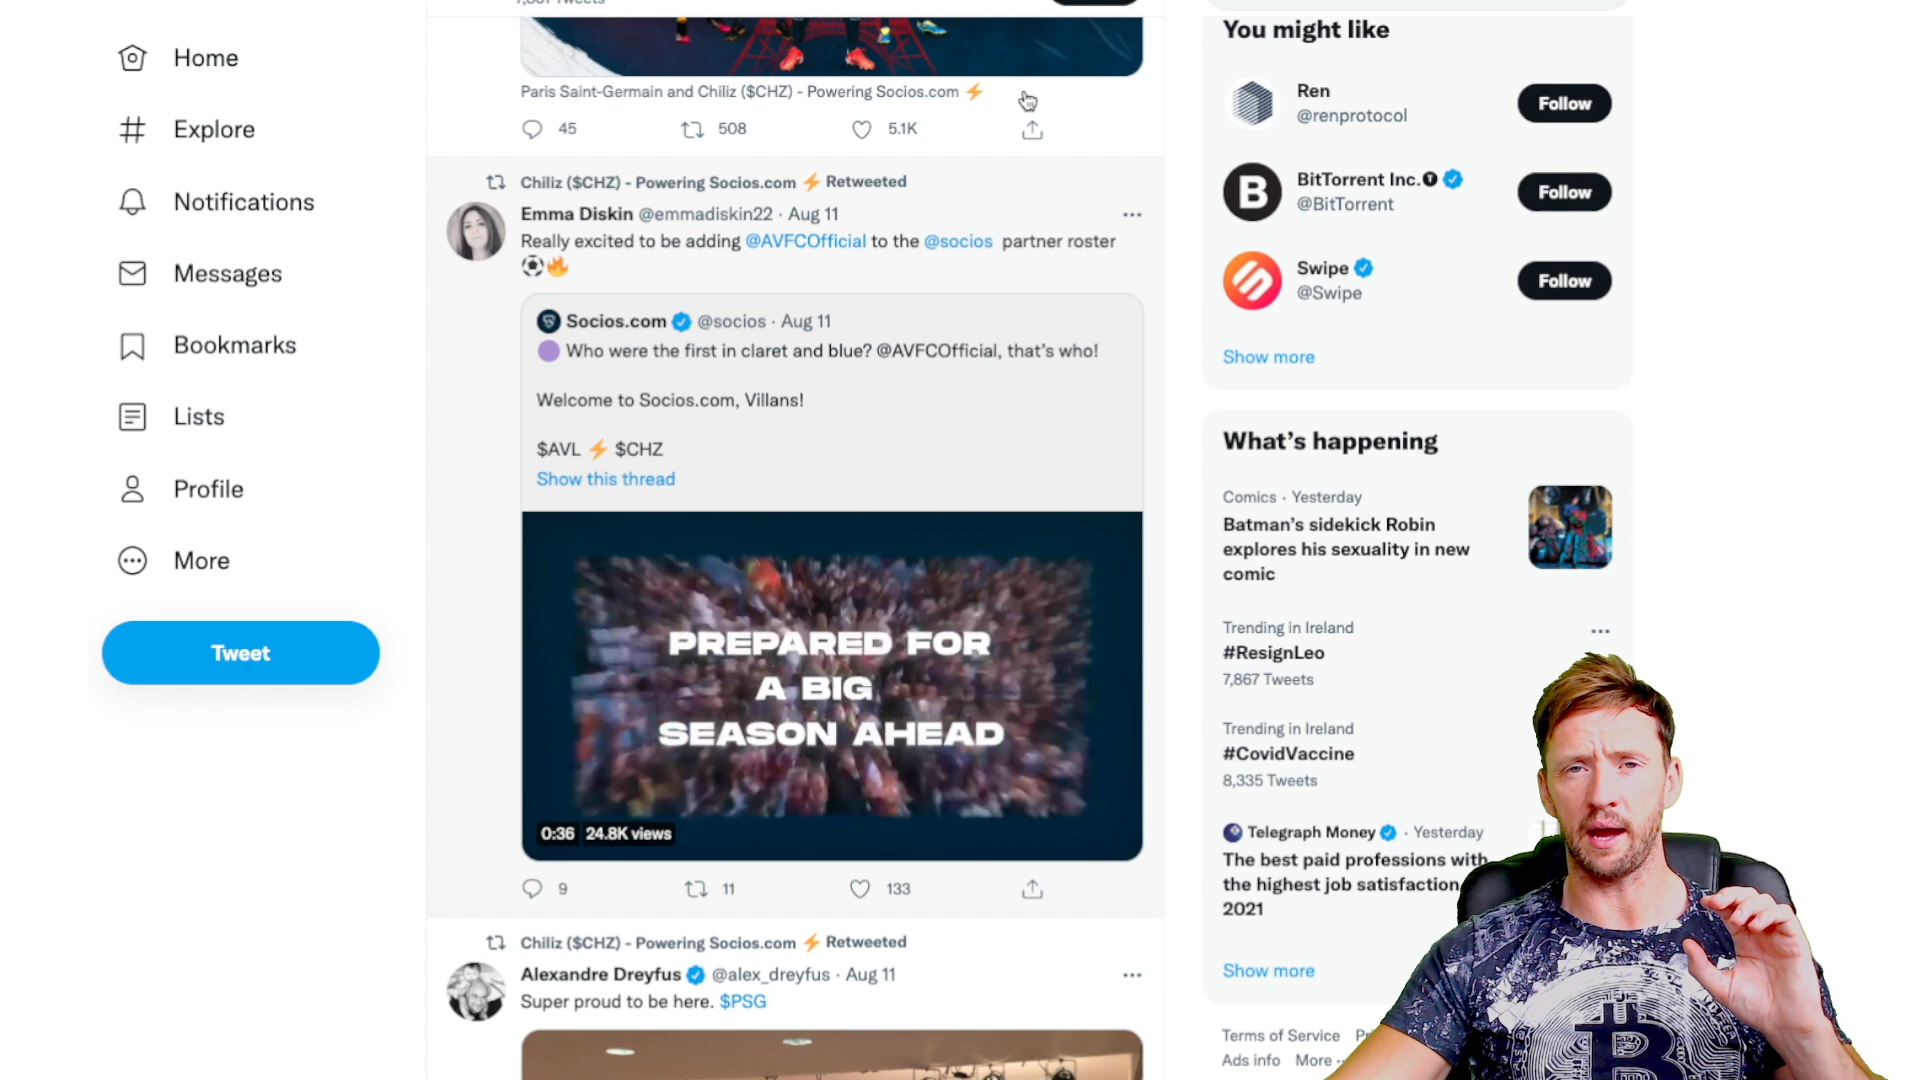 Home
Explore
Notifications
Messages
Bookmarks
Lists
Profile
More
Tweet
Paris Saint-Germain and Chiliz ($CHZ) - Powering Socios.com ⚡
45 508 5.1K
Chiliz ($CHZ) - Powering Socios.com ⚡ Retweeted
Emma Diskin @emmadiskin22 · Aug 11
Really excited to be adding @AVFCOfficial to the @socios partner roster
⚽🔥
Socios.com @socios · Aug 11
🟣 Who were the first in claret and blue? @AVFCOfficial, that's who!
Welcome to Socios.com, Villans!
$AVL ⚡ $CHZ
Show this thread
PREPARED FOR
A BIG
SEASON AHEAD
0:36 24.8K views
9 11 133
Chiliz ($CHZ) - Powering Socios.com ⚡ Retweeted
Alexandre Dreyfus @alex_dreyfus · Aug 11
Super proud to be here. $PSG
You might like
Ren
@renprotocol
Follow
BitTorrent Inc.
@BitTorrent
Follow
Swipe
@Swipe
Follow
Show more
What's happening
Comics · Yesterday
Batman's sidekick Robin
explores his sexuality in new
comic
Trending in Ireland
#ResignLeo
7,867 Tweets
Trending in Ireland
#CovidVaccine
8,335 Tweets
Telegraph Money · Yesterday
The best paid professions with
the highest job satisfaction,
2021
Show more
Terms of Service
Ads info More ···